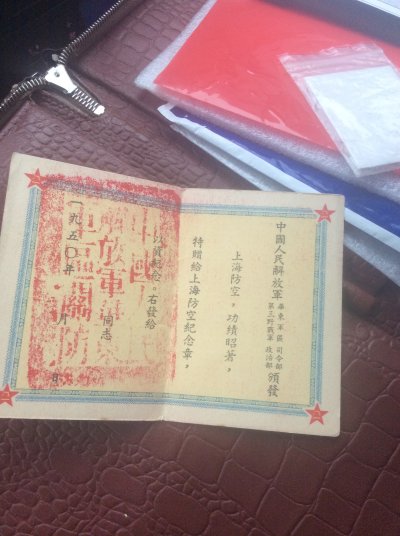 中國人民解放軍 華東軍區 司令部 頒發
第三野戰軍 政治部
上海防空，功績昭著，
特贈給上海防空紀念章，
以資紀念。右發給
同志
一九五〇年 月 日